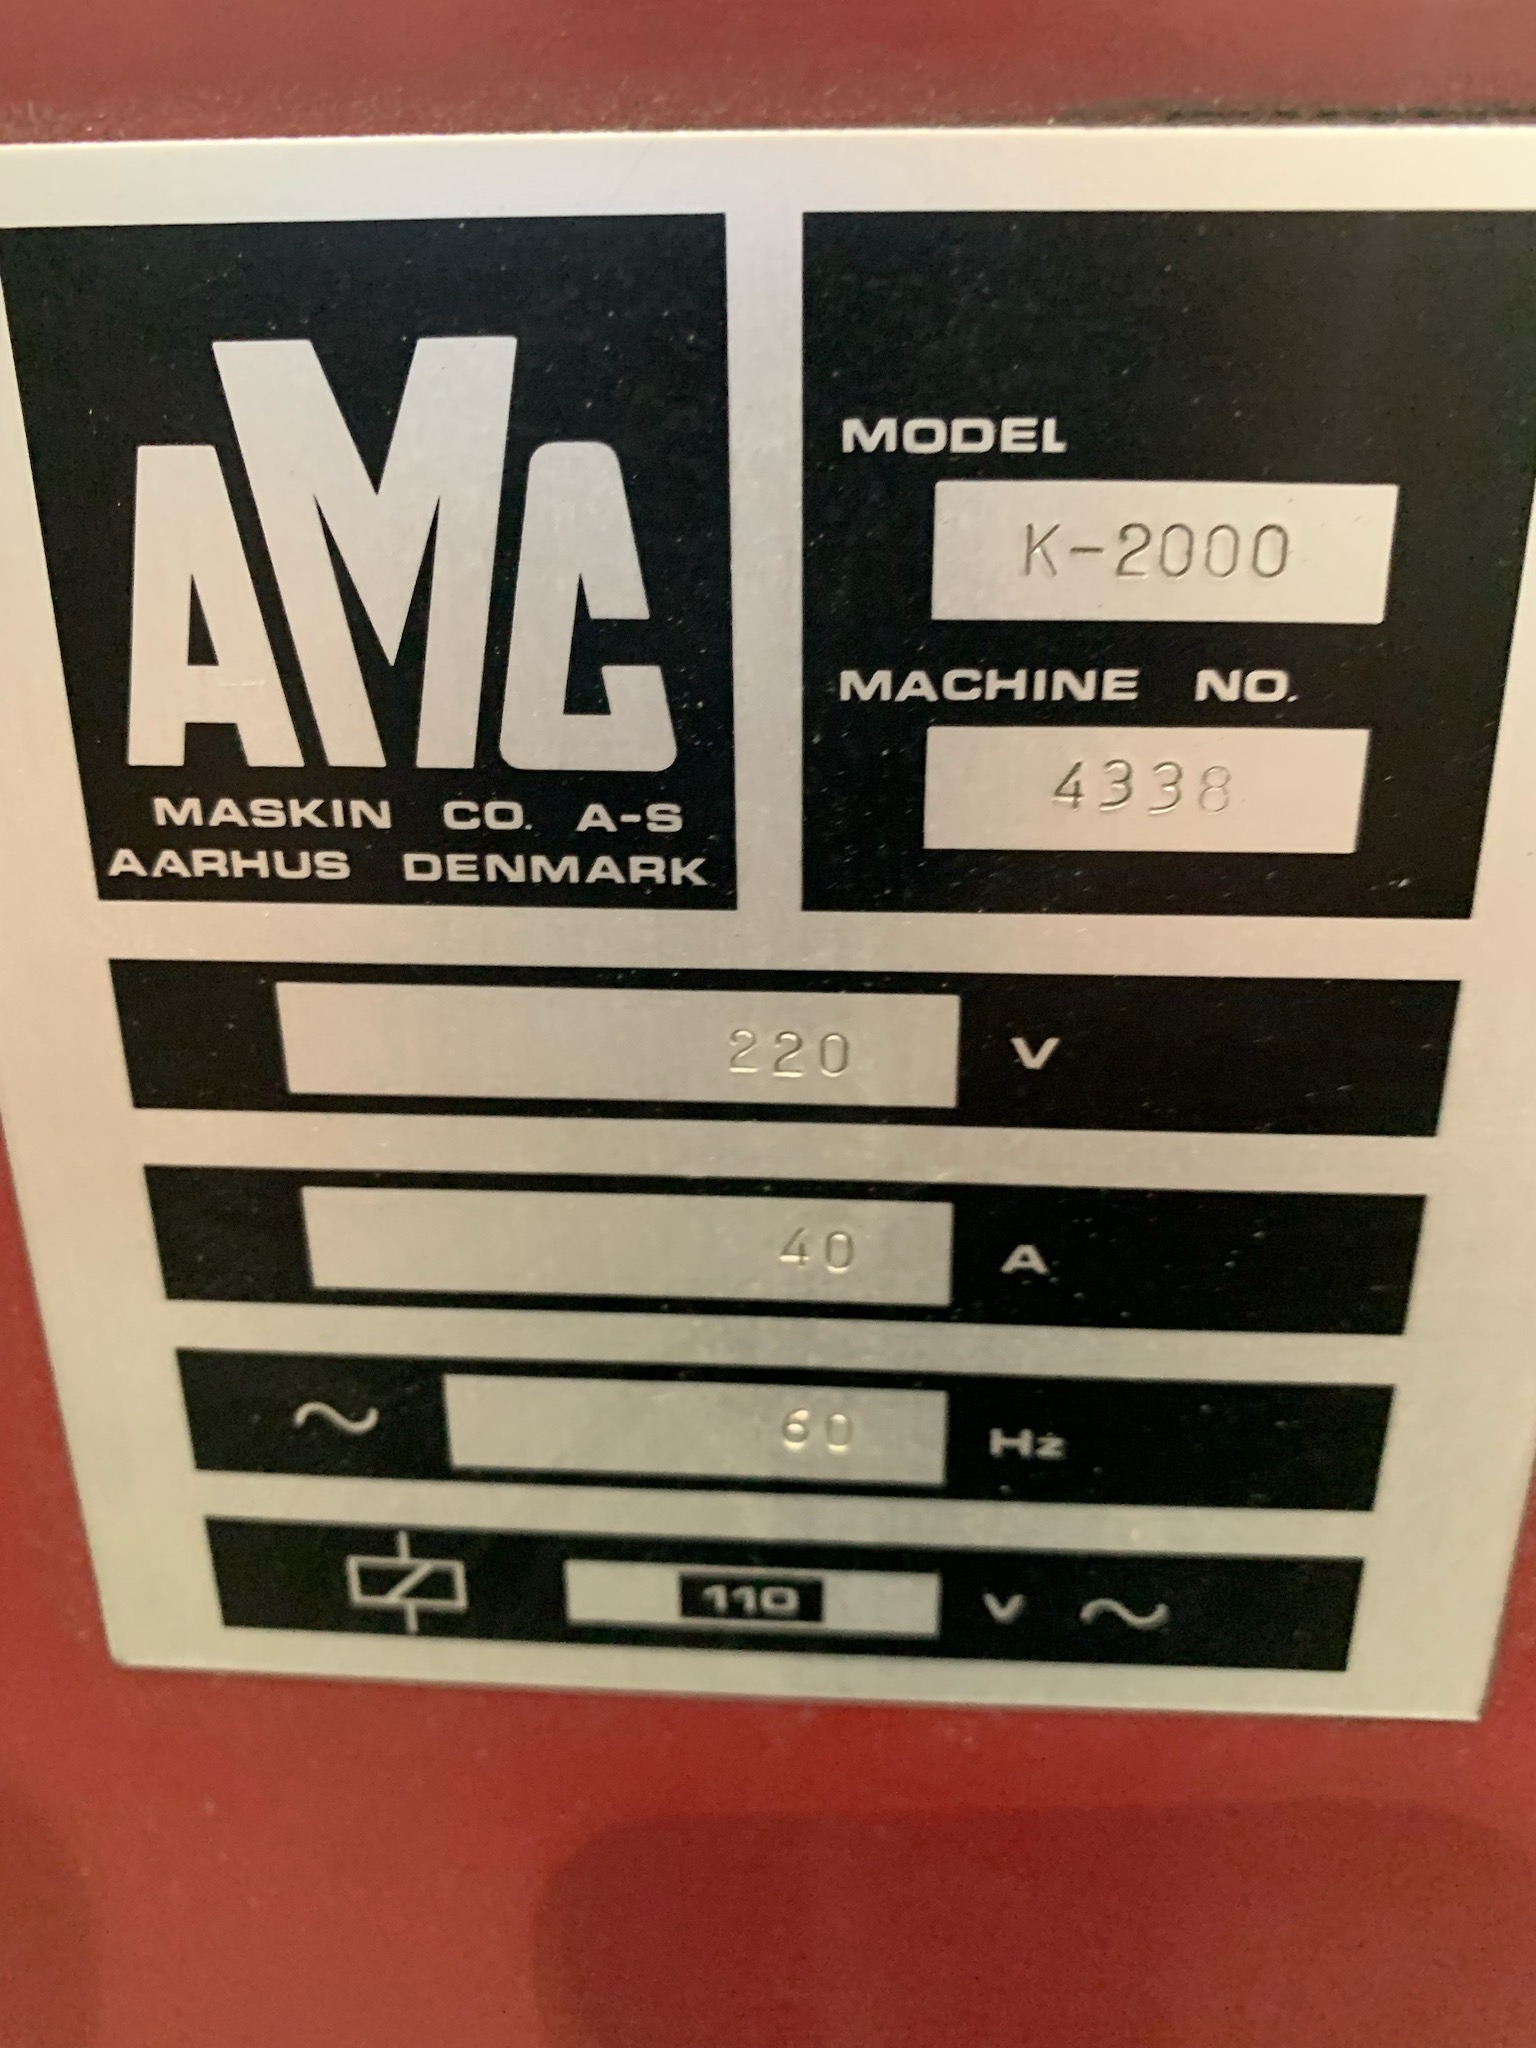 AMC
MASKIN CO. A-S
AARHUS DENMARK
MODEL
K-2000
MACHINE NO.
4338
220 V
40 A
~ 60 Hz
110 V ~